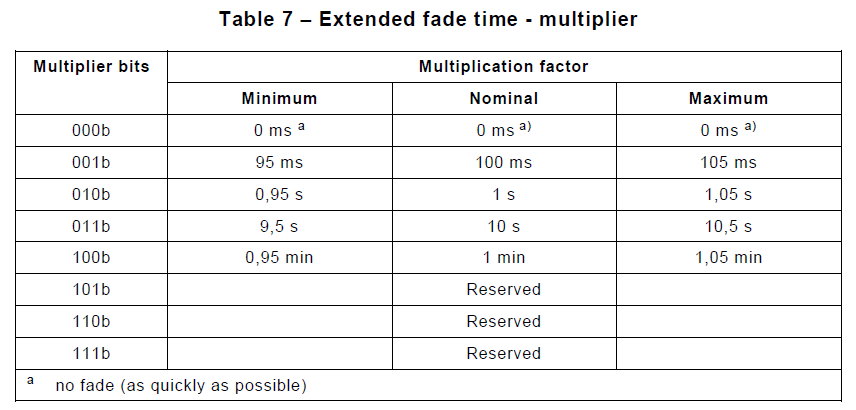 Table 7 – Extended fade time - multiplier
Multiplier bits Multiplication factor
Minimum Nominal Maximum
000b 0 ms a 0 ms a) 0 ms a)
001b 95 ms 100 ms 105 ms
010b 0,95 s 1 s 1,05 s
011b 9,5 s 10 s 10,5 s
100b 0,95 min 1 min 1,05 min
101b Reserved
110b Reserved
111b Reserved
a no fade (as quickly as possible)